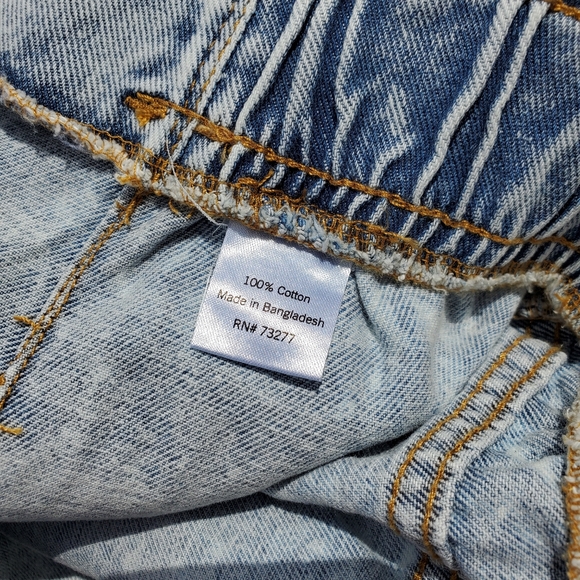 100% Cotton
Made in Bangladesh
RN# 73277